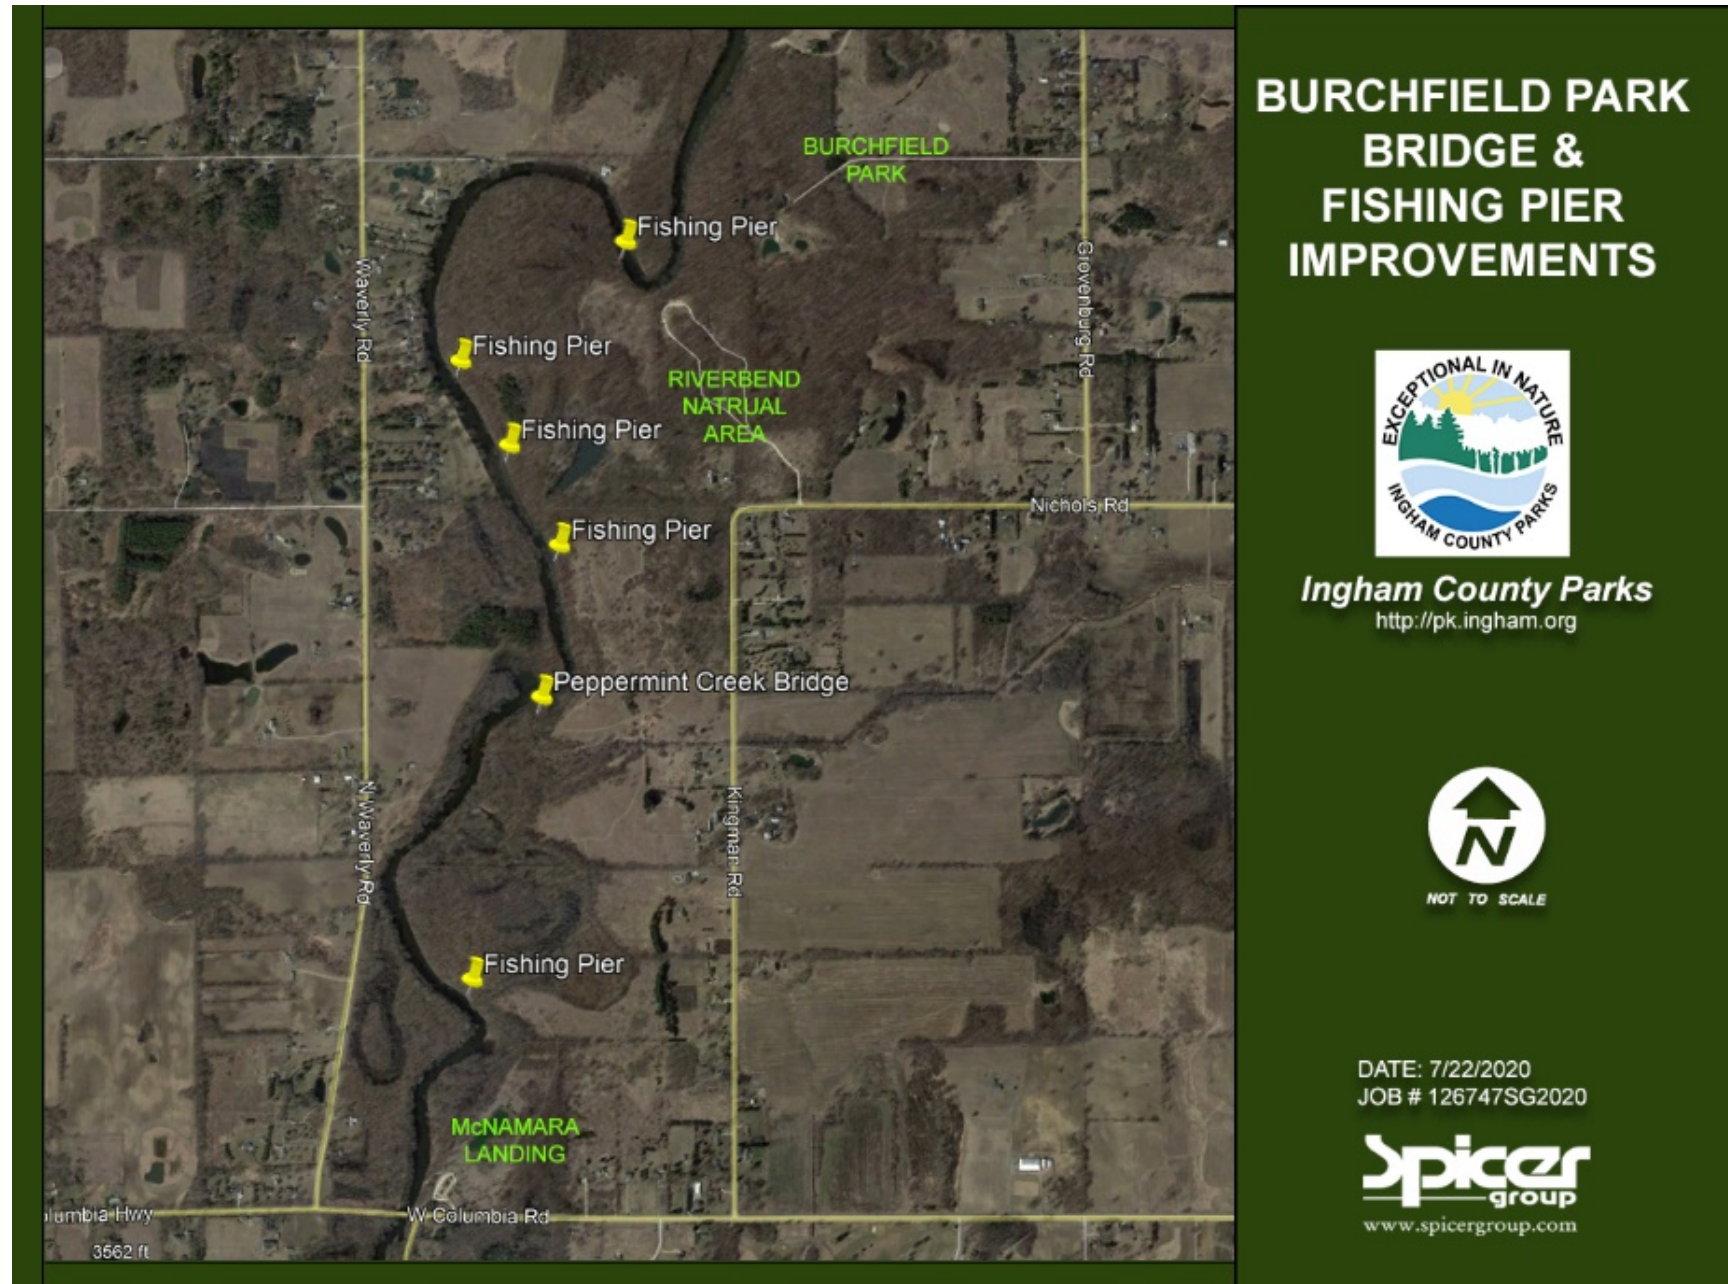 BURCHFIELD
PARK
Fishing Pier
Waverly Rd
Grovenburg Rd
Fishing Pier
RIVERBEND
NATRUAL
AREA
Fishing Pier
Nichols Rd
Fishing Pier
Peppermint Creek Bridge
N Waverly Rd
Kingmar Rd
Fishing Pier
McNAMARA
LANDING
lumbia Hwy
W Columbia Rd
3562 ft
BURCHFIELD PARK
BRIDGE &
FISHING PIER
IMPROVEMENTS
EXCEPTIONAL IN NATURE
INGHAM COUNTY PARKS
Ingham County Parks
http://pk.ingham.org
N
NOT TO SCALE
DATE: 7/22/2020
JOB # 126747SG2020
Spicer
group
www.spicergroup.com